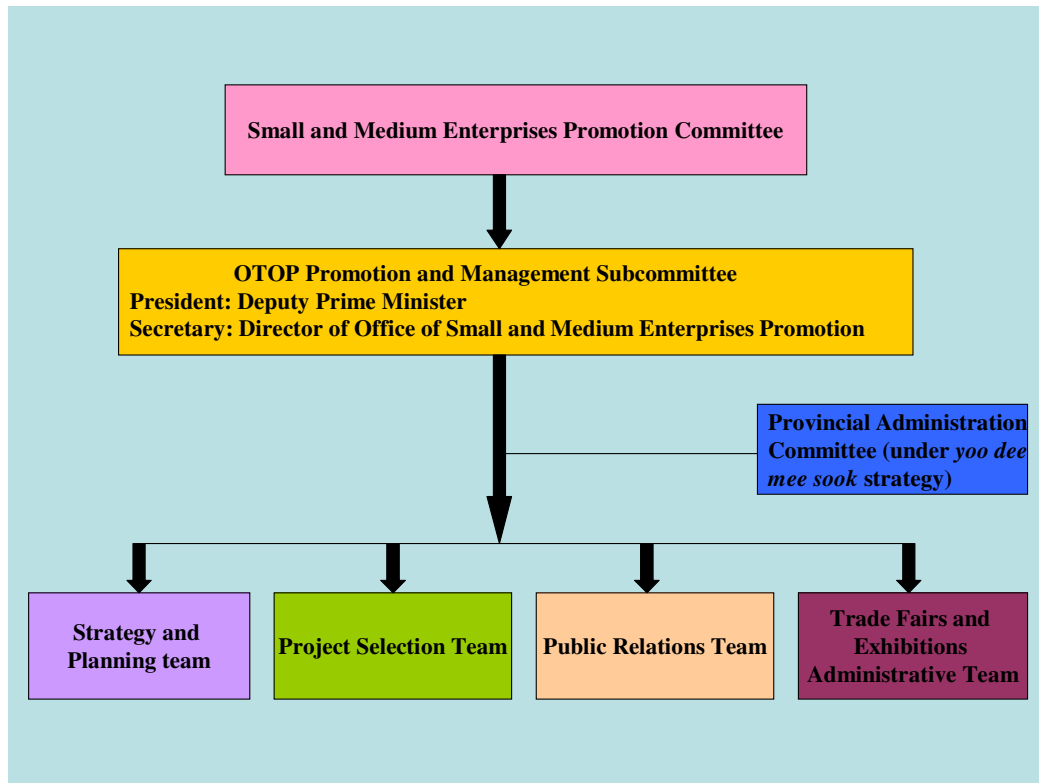 Small and Medium Enterprises Promotion Committee
OTOP Promotion and Management Subcommittee
President: Deputy Prime Minister
Secretary: Director of Office of Small and Medium Enterprises Promotion
Provincial Administration
Committee (under yoo dee
mee sook strategy)
Strategy and
Planning team
Project Selection Team
Public Relations Team
Trade Fairs and
Exhibitions
Administrative Team